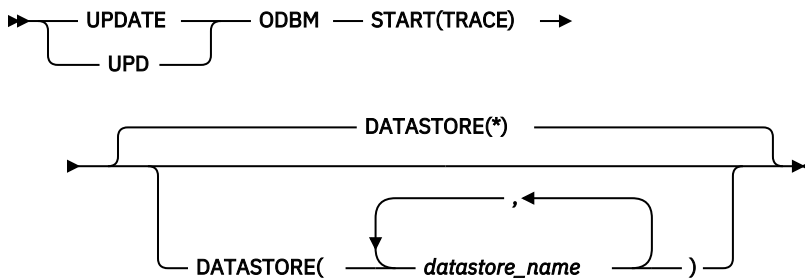 UPDATE ODBM START(TRACE)
UPD
DATASTORE(*)
,
DATASTORE( datastore_name )